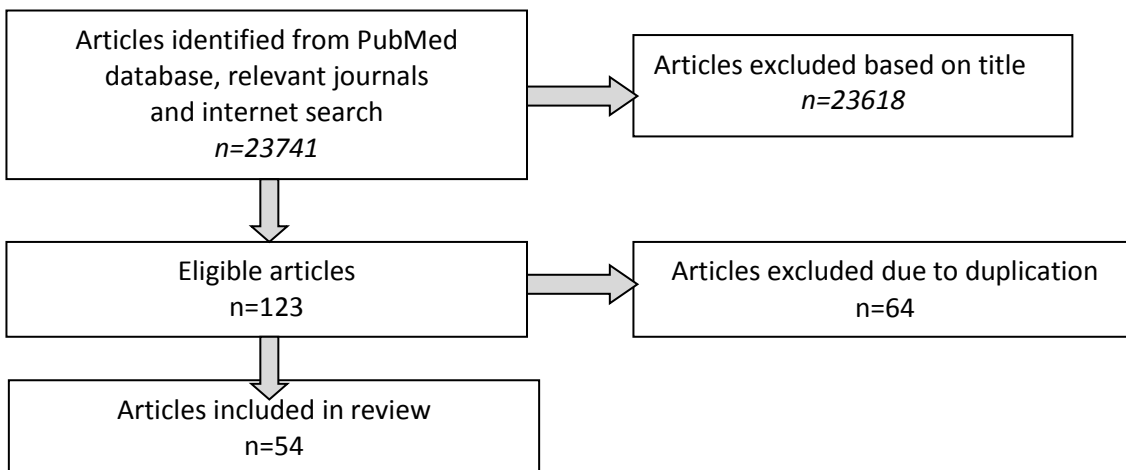 Articles identified from PubMed
database, relevant journals
and internet search
n=23741
Articles excluded based on title
n=23618
Eligible articles
n=123
Articles excluded due to duplication
n=64
Articles included in review
n=54